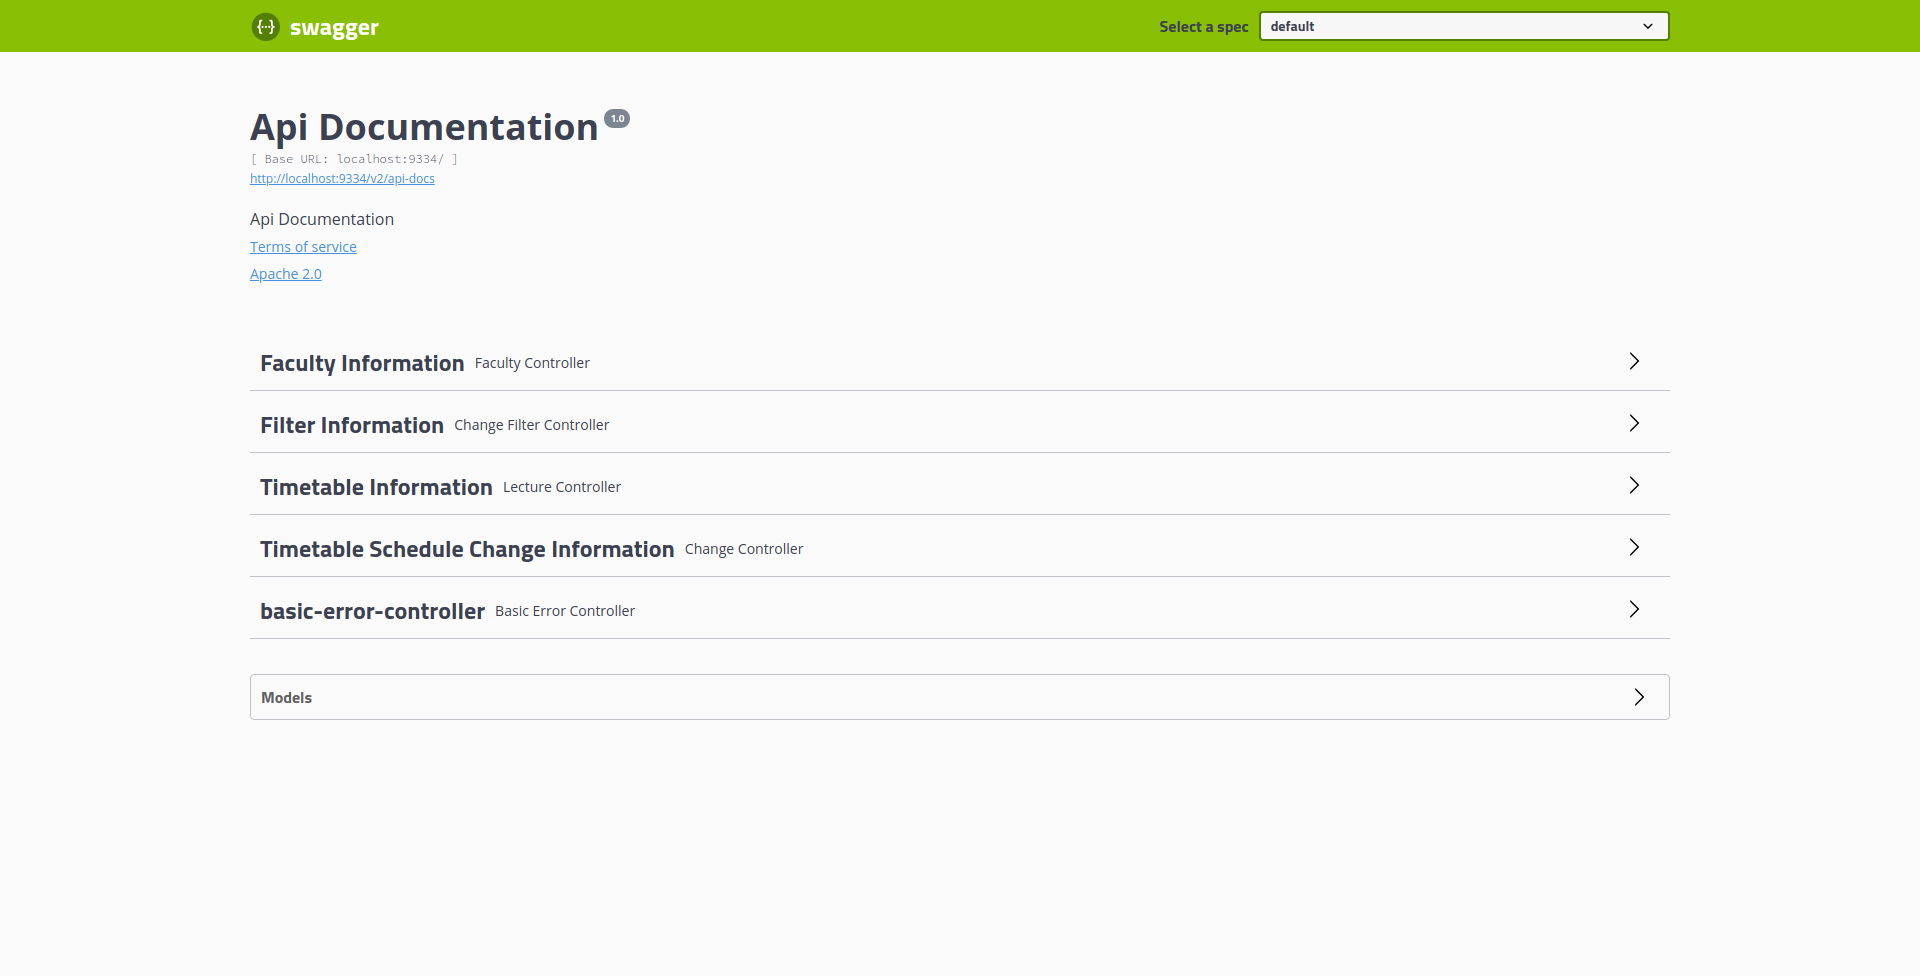 {···} swagger
Select a spec default
Api Documentation 1.0
[ Base URL: localhost:9334/ ]
http://localhost:9334/v2/api-docs
Api Documentation
Terms of service
Apache 2.0
Faculty Information Faculty Controller
Filter Information Change Filter Controller
Timetable Information Lecture Controller
Timetable Schedule Change Information Change Controller
basic-error-controller Basic Error Controller
Models